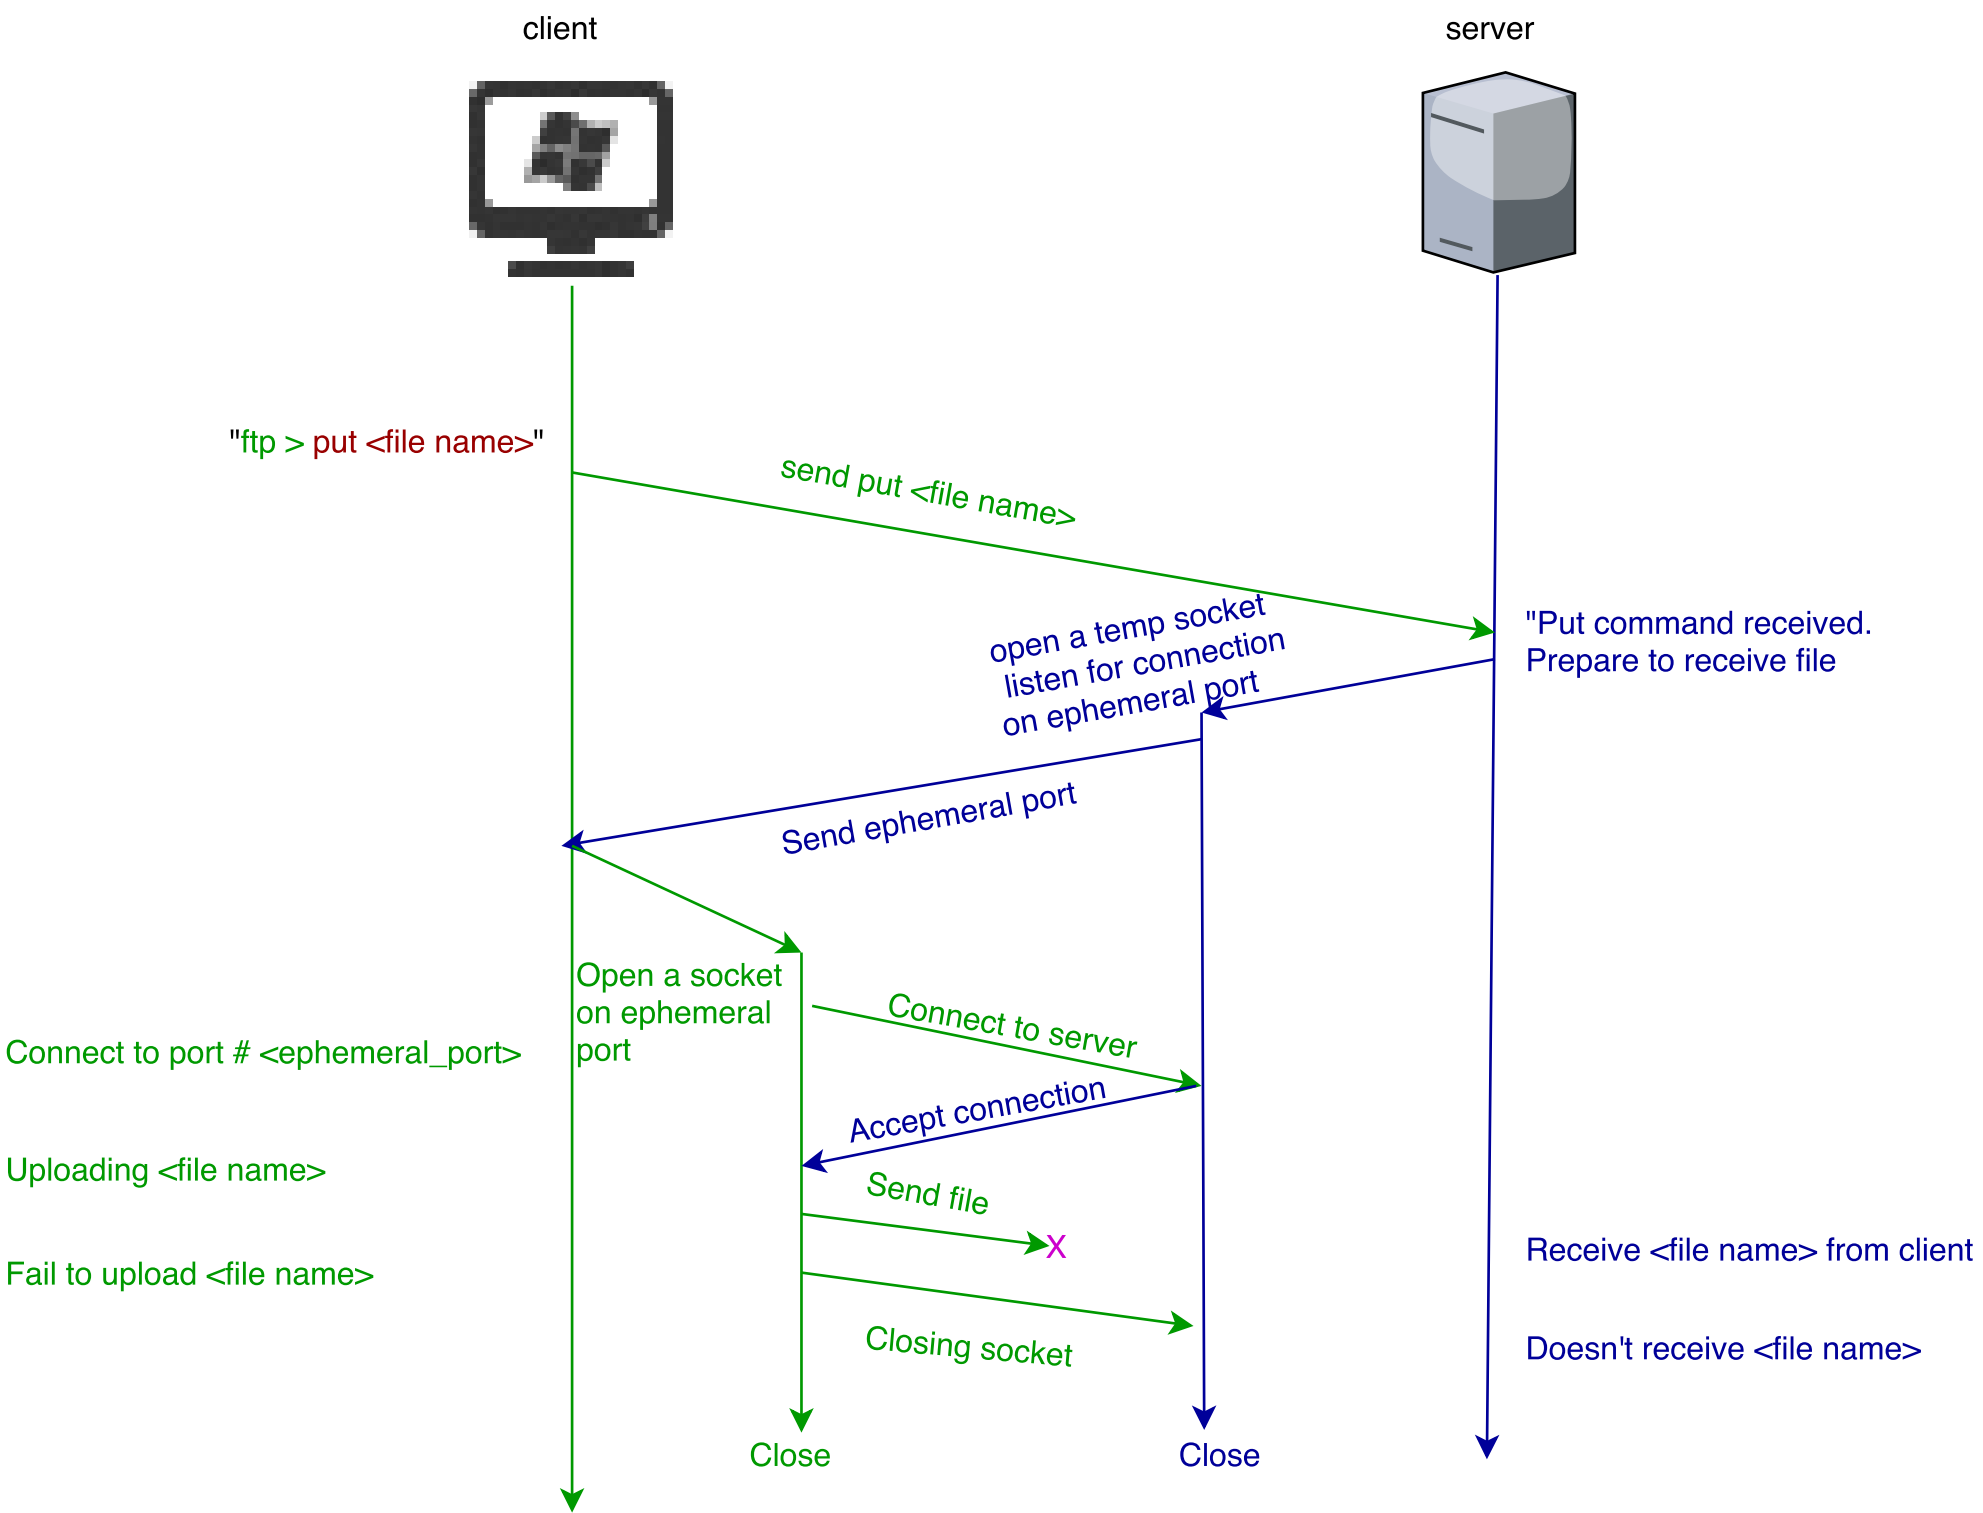 client
server
"ftp > put <file name>"
send put <file name>
"Put command received.
Prepare to receive file
open a temp socket
listen for connection
on ephemeral port
Send ephemeral port
Open a socket
on ephemeral
port
Connect to server
Connect to port # <ephemeral_port>
Accept connection
Uploading <file name>
Send file
X
Receive <file name> from client
Fail to upload <file name>
Closing socket
Doesn't receive <file name>
Close
Close